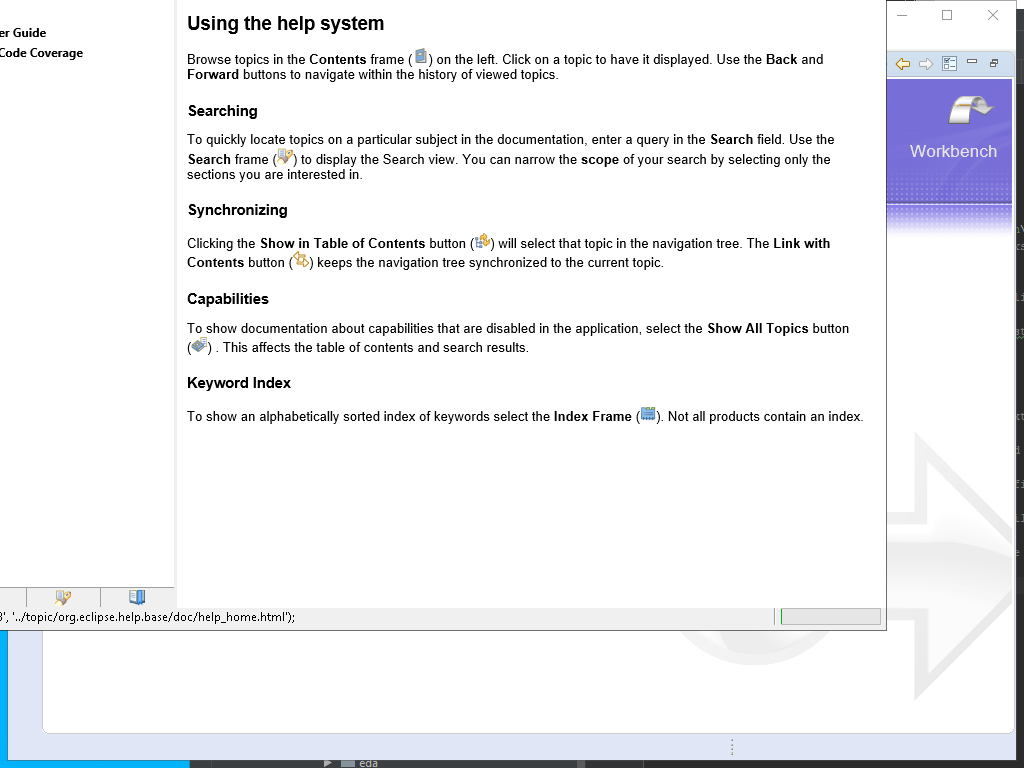 er Guide
Code Coverage
Using the help system
Browse topics in the Contents frame ( ) on the left. Click on a topic to have it displayed. Use the Back and
Forward buttons to navigate within the history of viewed topics.
Searching
To quickly locate topics on a particular subject in the documentation, enter a query in the Search field. Use the
Search frame ( ) to display the Search view. You can narrow the scope of your search by selecting only the
sections you are interested in.
Synchronizing
Clicking the Show in Table of Contents button ( ) will select that topic in the navigation tree. The Link with
Contents button ( ) keeps the navigation tree synchronized to the current topic.
Capabilities
To show documentation about capabilities that are disabled in the application, select the Show All Topics button
( ) . This affects the table of contents and search results.
Keyword Index
To show an alphabetically sorted index of keywords select the Index Frame ( ). Not all products contain an index.
', '../topic/org.eclipse.help.base/doc/help_home.html');
Workbench
eda